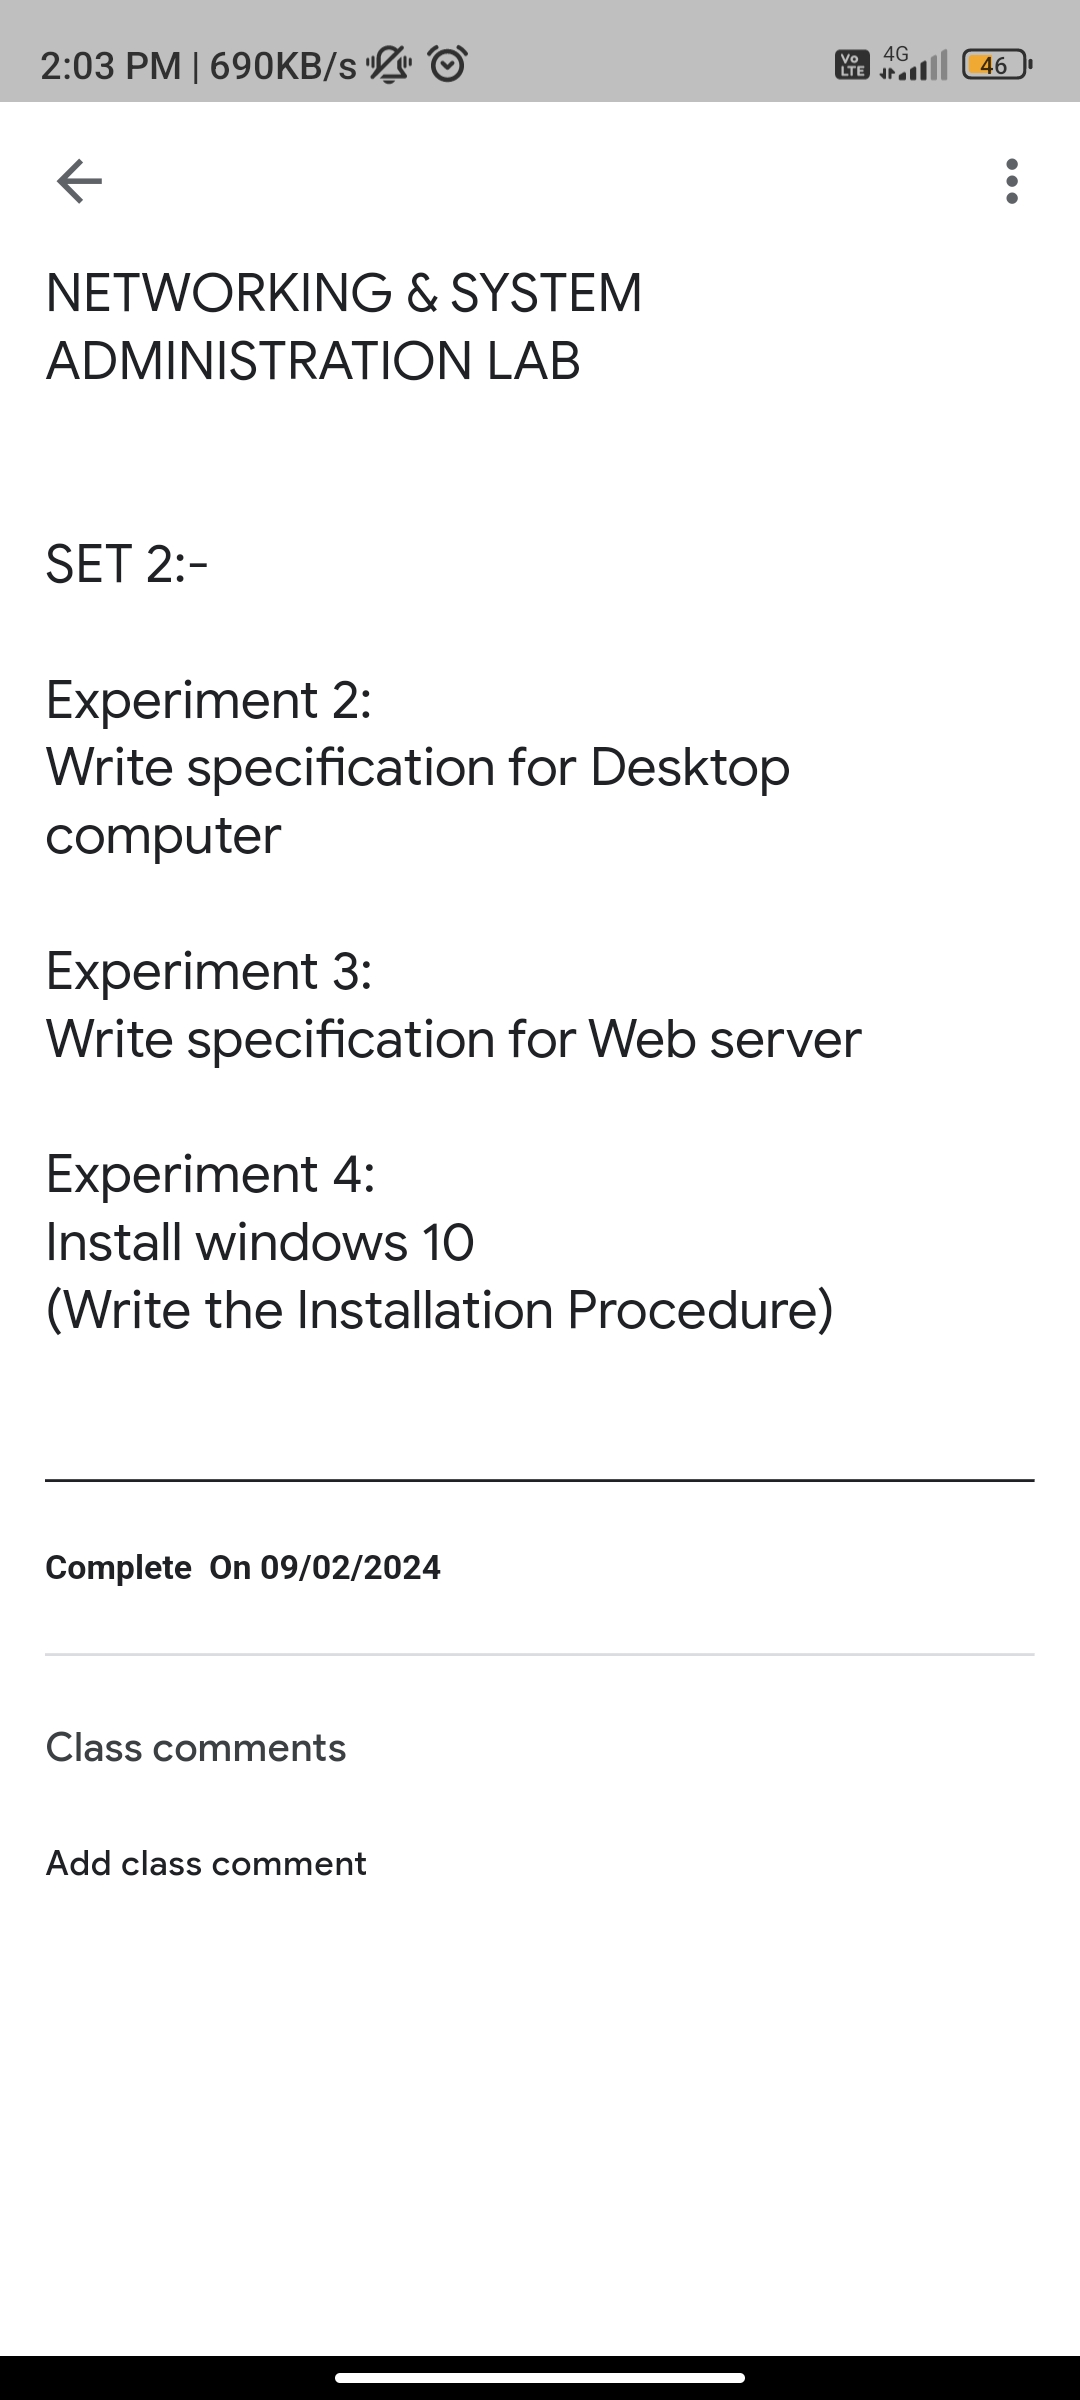 2:03 PM | 690KB/s
Vo LTE 4G 46
NETWORKING & SYSTEM
ADMINISTRATION LAB
SET 2:-
Experiment 2:
Write specification for Desktop
computer
Experiment 3:
Write specification for Web server
Experiment 4:
Install windows 10
(Write the Installation Procedure)
Complete  On 09/02/2024
Class comments
Add class comment